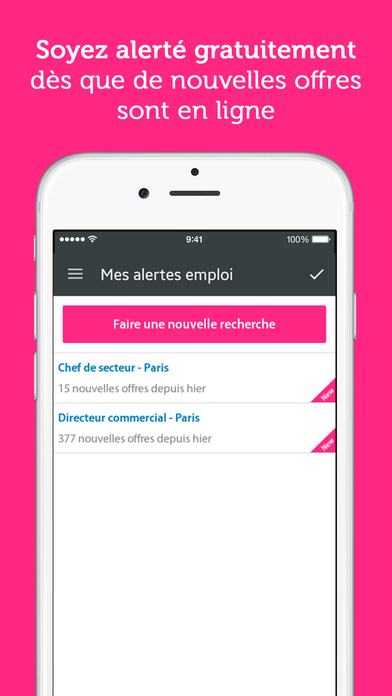 Soyez alerté gratuitement
dès que de nouvelles offres
sont en ligne
9:41
100%
Mes alertes emploi
Faire une nouvelle recherche
Chef de secteur - Paris
15 nouvelles offres depuis hier
New
Directeur commercial - Paris
377 nouvelles offres depuis hier
New